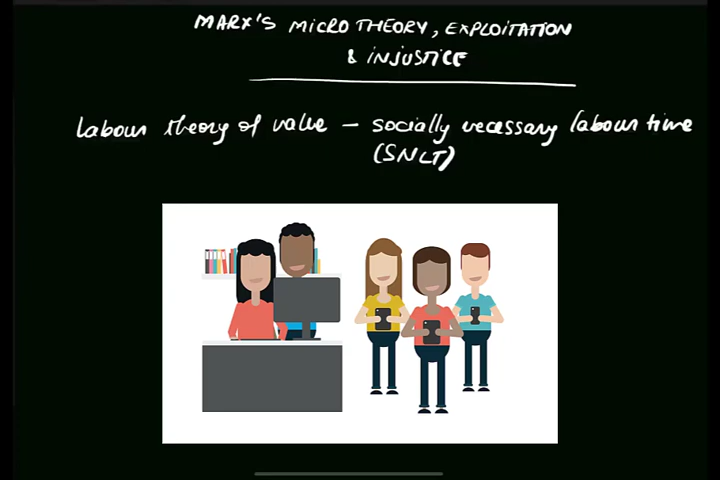 MARX'S MICRO THEORY, EXPLOITATION
& INJUSTICE
Labour theory of value – socially necessary labour time
(SNLT)